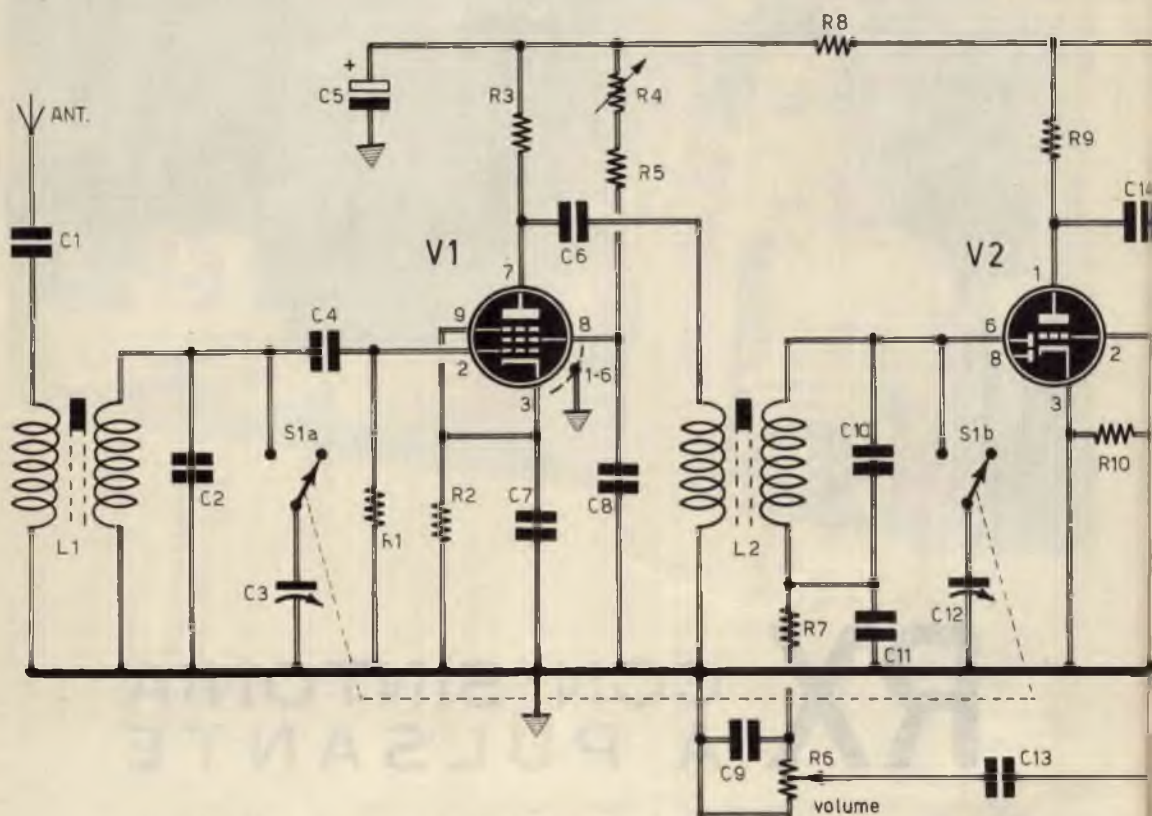 R8
+
C5
R3
R4
ANT.
R5
R9
C14
C1
C6
V1
V2
7
1
C4
9
8
6
2
2
8
1-6
3
3
S1a
C10
S1b
R10
C2
R2
C7
C8
R1
L1
L2
C3
R7
C12
C11
A PULSANTE
C9
R6
C13
volume